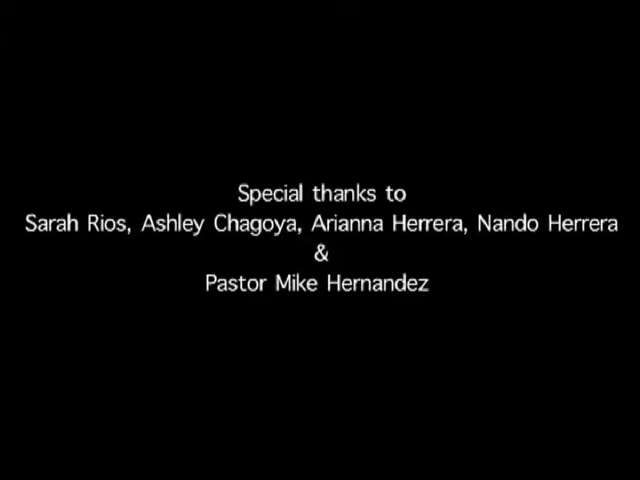 Special thanks to
Sarah Rios, Ashley Chagoya, Arianna Herrera, Nando Herrera
&
Pastor Mike Hernandez